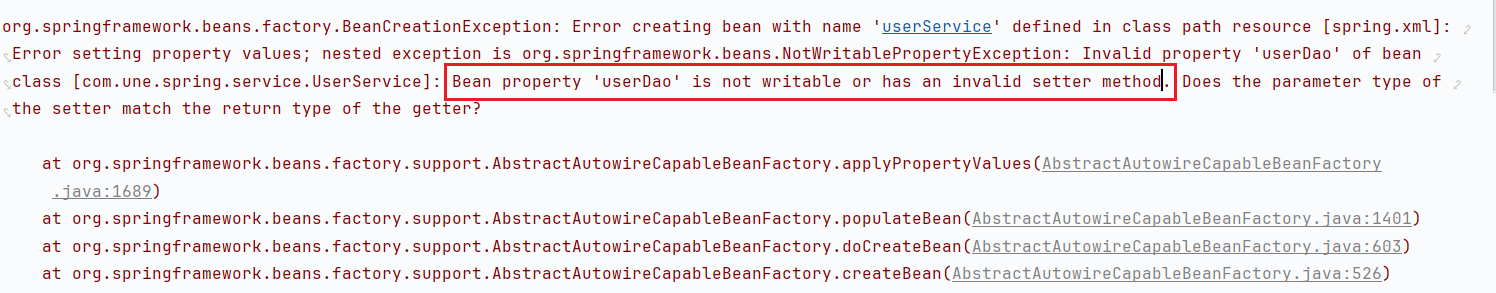 org.springframework.beans.factory.BeanCreationException: Error creating bean with name 'userService' defined in class path resource [spring.xml]:
Error setting property values; nested exception is org.springframework.beans.NotWritablePropertyException: Invalid property 'userDao' of bean
class [com.une.spring.service.UserService]: Bean property 'userDao' is not writable or has an invalid setter method. Does the parameter type of
the setter match the return type of the getter?
at org.springframework.beans.factory.support.AbstractAutowireCapableBeanFactory.applyPropertyValues(AbstractAutowireCapableBeanFactory
.java:1689)
at org.springframework.beans.factory.support.AbstractAutowireCapableBeanFactory.populateBean(AbstractAutowireCapableBeanFactory.java:1401)
at org.springframework.beans.factory.support.AbstractAutowireCapableBeanFactory.doCreateBean(AbstractAutowireCapableBeanFactory.java:603)
at org.springframework.beans.factory.support.AbstractAutowireCapableBeanFactory.createBean(AbstractAutowireCapableBeanFactory.java:526)